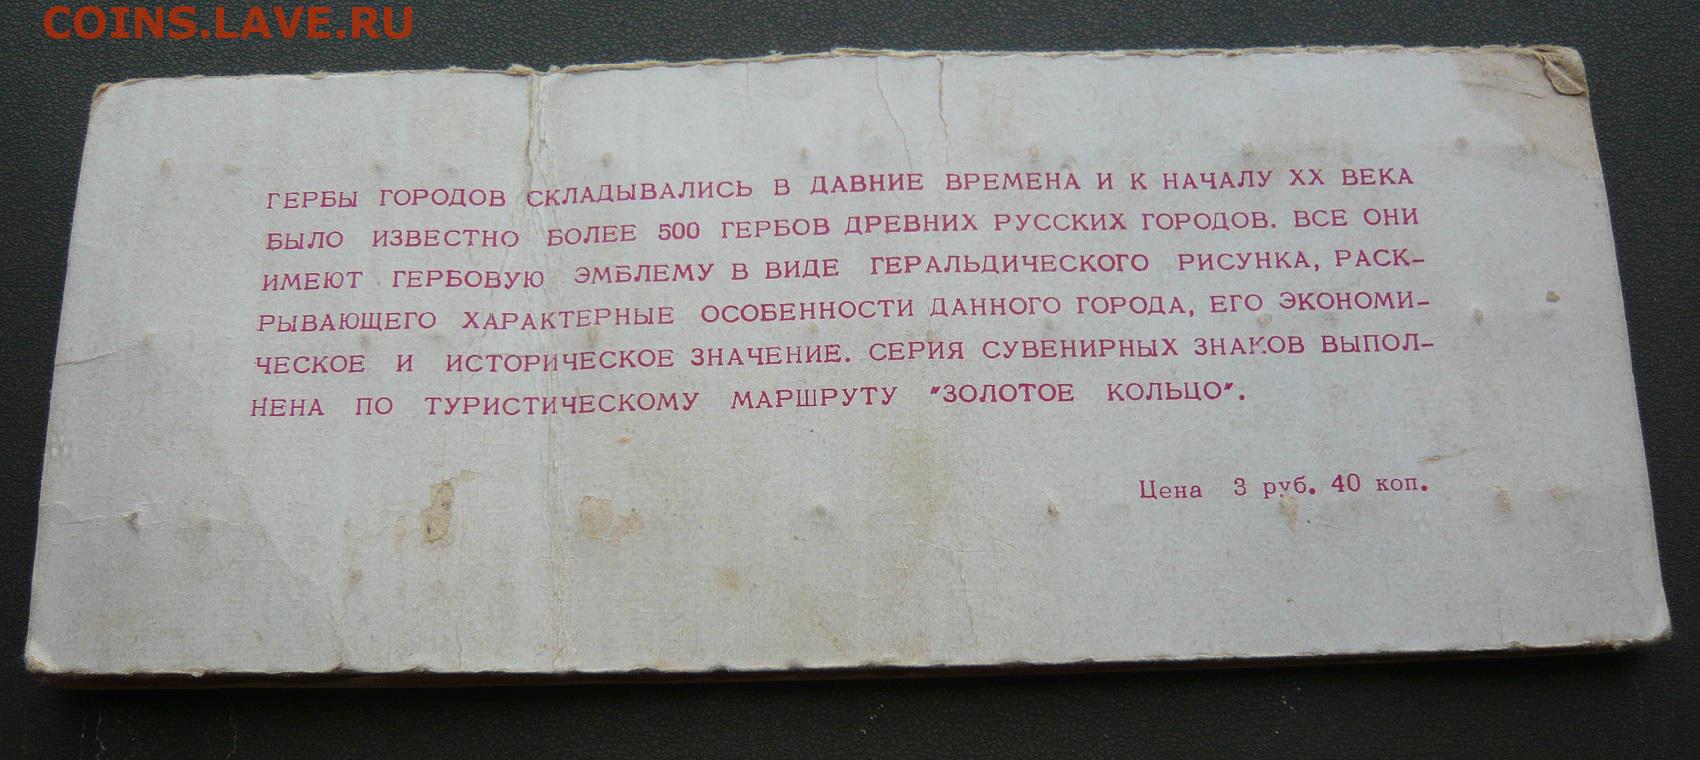 COINS.LAVE.RU
ГЕРБЫ ГОРОДОВ СКЛАДЫВАЛИСЬ В ДАВНИЕ ВРЕМЕНА И К НАЧАЛУ XX ВЕКА
БЫЛО ИЗВЕСТНО БОЛЕЕ 500 ГЕРБОВ ДРЕВНИХ РУССКИХ ГОРОДОВ. ВСЕ ОНИ
ИМЕЮТ ГЕРБОВУЮ ЭМБЛЕМУ В ВИДЕ ГЕРАЛЬДИЧЕСКОГО РИСУНКА, РАСК-
РЫВАЮЩЕГО ХАРАКТЕРНЫЕ ОСОБЕННОСТИ ДАННОГО ГОРОДА, ЕГО ЭКОНОМИ-
ЧЕСКОЕ И ИСТОРИЧЕСКОЕ ЗНАЧЕНИЕ. СЕРИЯ СУВЕНИРНЫХ ЗНАКОВ ВЫПОЛ-
НЕНА ПО ТУРИСТИЧЕСКОМУ МАРШРУТУ "ЗОЛОТОЕ КОЛЬЦО".
Цена 3 руб. 40 коп.